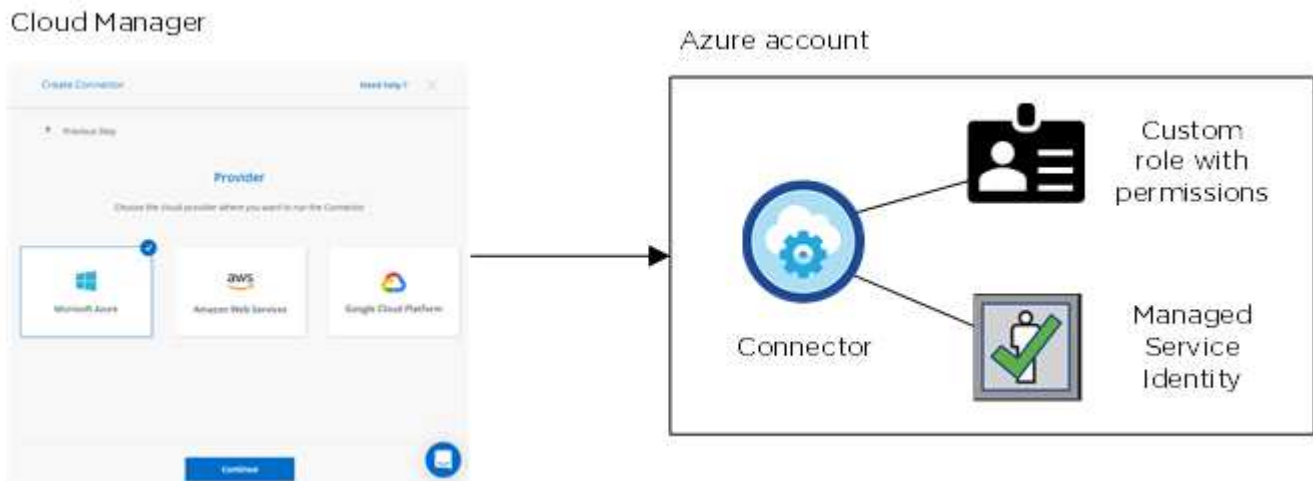 Cloud Manager
Create Connector
Need help?
Previous Step
Provider
Choose the cloud provider where you want to run the Connector
Microsoft Azure
aws
Amazon Web Services
Google Cloud Platform
Continue
Azure account
Custom
role with
permissions
Connector
Managed
Service
Identity